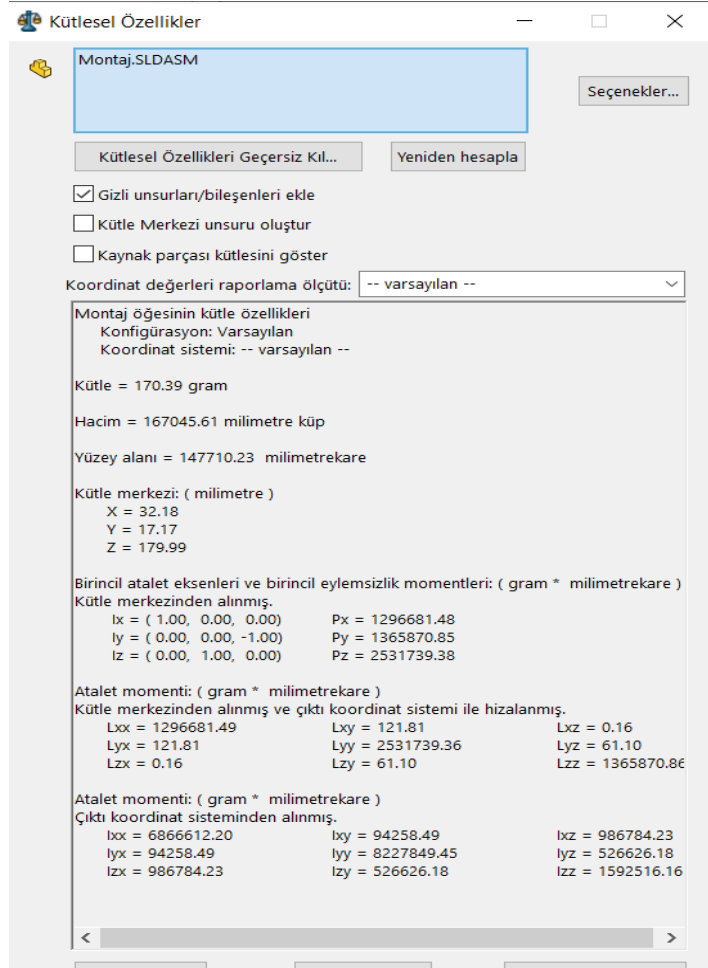 Kütlesel Özellikler
Montaj.SLDASM
Seçenekler...
Kütlesel Özellikleri Geçersiz Kıl... Yeniden hesapla
Gizli unsurları/bileşenleri ekle
Kütle Merkezi unsuru oluştur
Kaynak parçası kütlesini göster
Koordinat değerleri raporlama ölçütü: -- varsayılan --
Montaj öğesinin kütle özellikleri
Konfigürasyon: Varsayılan
Koordinat sistemi: -- varsayılan --
Kütle = 170.39 gram
Hacim = 167045.61 milimetre küp
Yüzey alanı = 147710.23 milimetrekare
Kütle merkezi: ( milimetre )
X = 32.18
Y = 17.17
Z = 179.99
Birincil atalet eksenleri ve birincil eylemsizlik momentleri: ( gram * milimetrekare )
Kütle merkezinden alınmış.
Ix = ( 1.00, 0.00, 0.00) Px = 1296681.48
Iy = ( 0.00, 0.00, -1.00) Py = 1365870.85
Iz = ( 0.00, 1.00, 0.00) Pz = 2531739.38
Atalet momenti: ( gram * milimetrekare )
Kütle merkezinden alınmış ve çıktı koordinat sistemi ile hizalanmış.
Lxx = 1296681.49 Lxy = 121.81 Lxz = 0.16
Lyx = 121.81 Lyy = 2531739.36 Lyz = 61.10
Lzx = 0.16 Lzy = 61.10 Lzz = 1365870.86
Atalet momenti: ( gram * milimetrekare )
Çıktı koordinat sisteminden alınmış.
Ixx = 6866612.20 Ixy = 94258.49 Ixz = 986784.23
Iyx = 94258.49 Iyy = 8227849.45 Iyz = 526626.18
Izx = 986784.23 Izy = 526626.18 Izz = 1592516.16